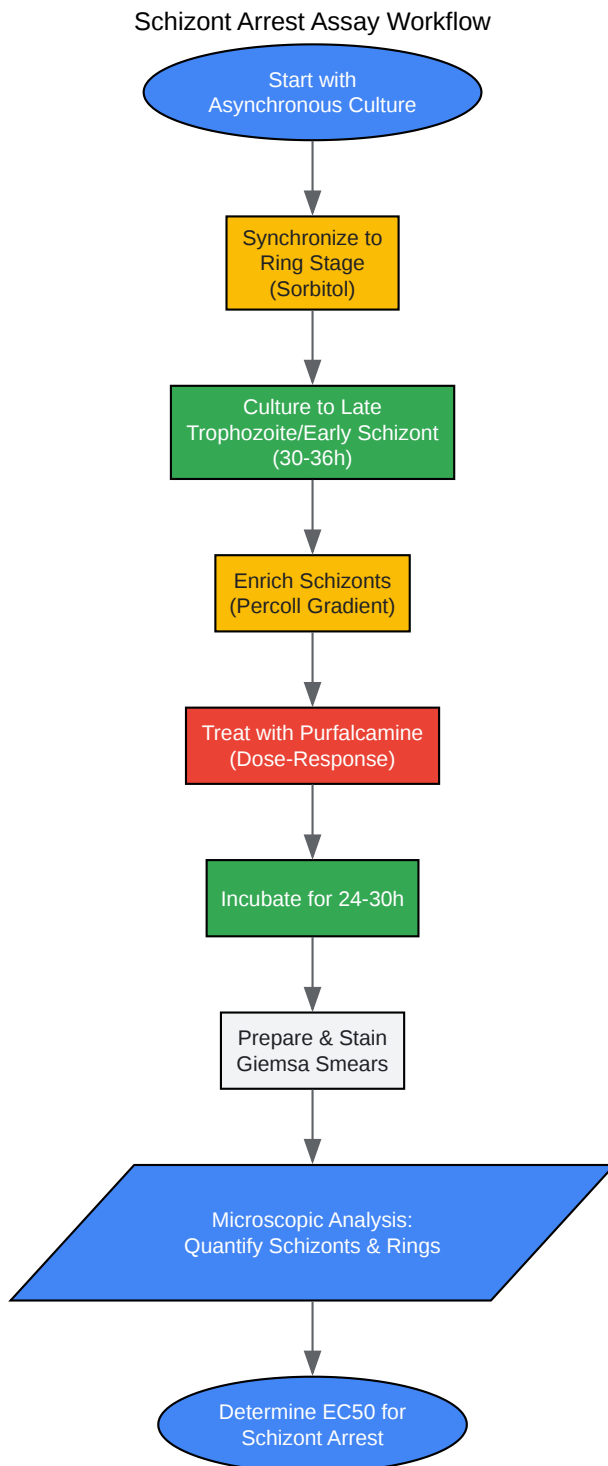 Schizont Arrest Assay Workflow
Start with
Asynchronous Culture
Synchronize to
Ring Stage
(Sorbitol)
Culture to Late
Trophozoite/Early Schizont
(30-36h)
Enrich Schizonts
(Percoll Gradient)
Treat with Purfalcamine
(Dose-Response)
Incubate for 24-30h
Prepare & Stain
Giemsa Smears
Microscopic Analysis:
Quantify Schizonts & Rings
Determine EC50 for
Schizont Arrest